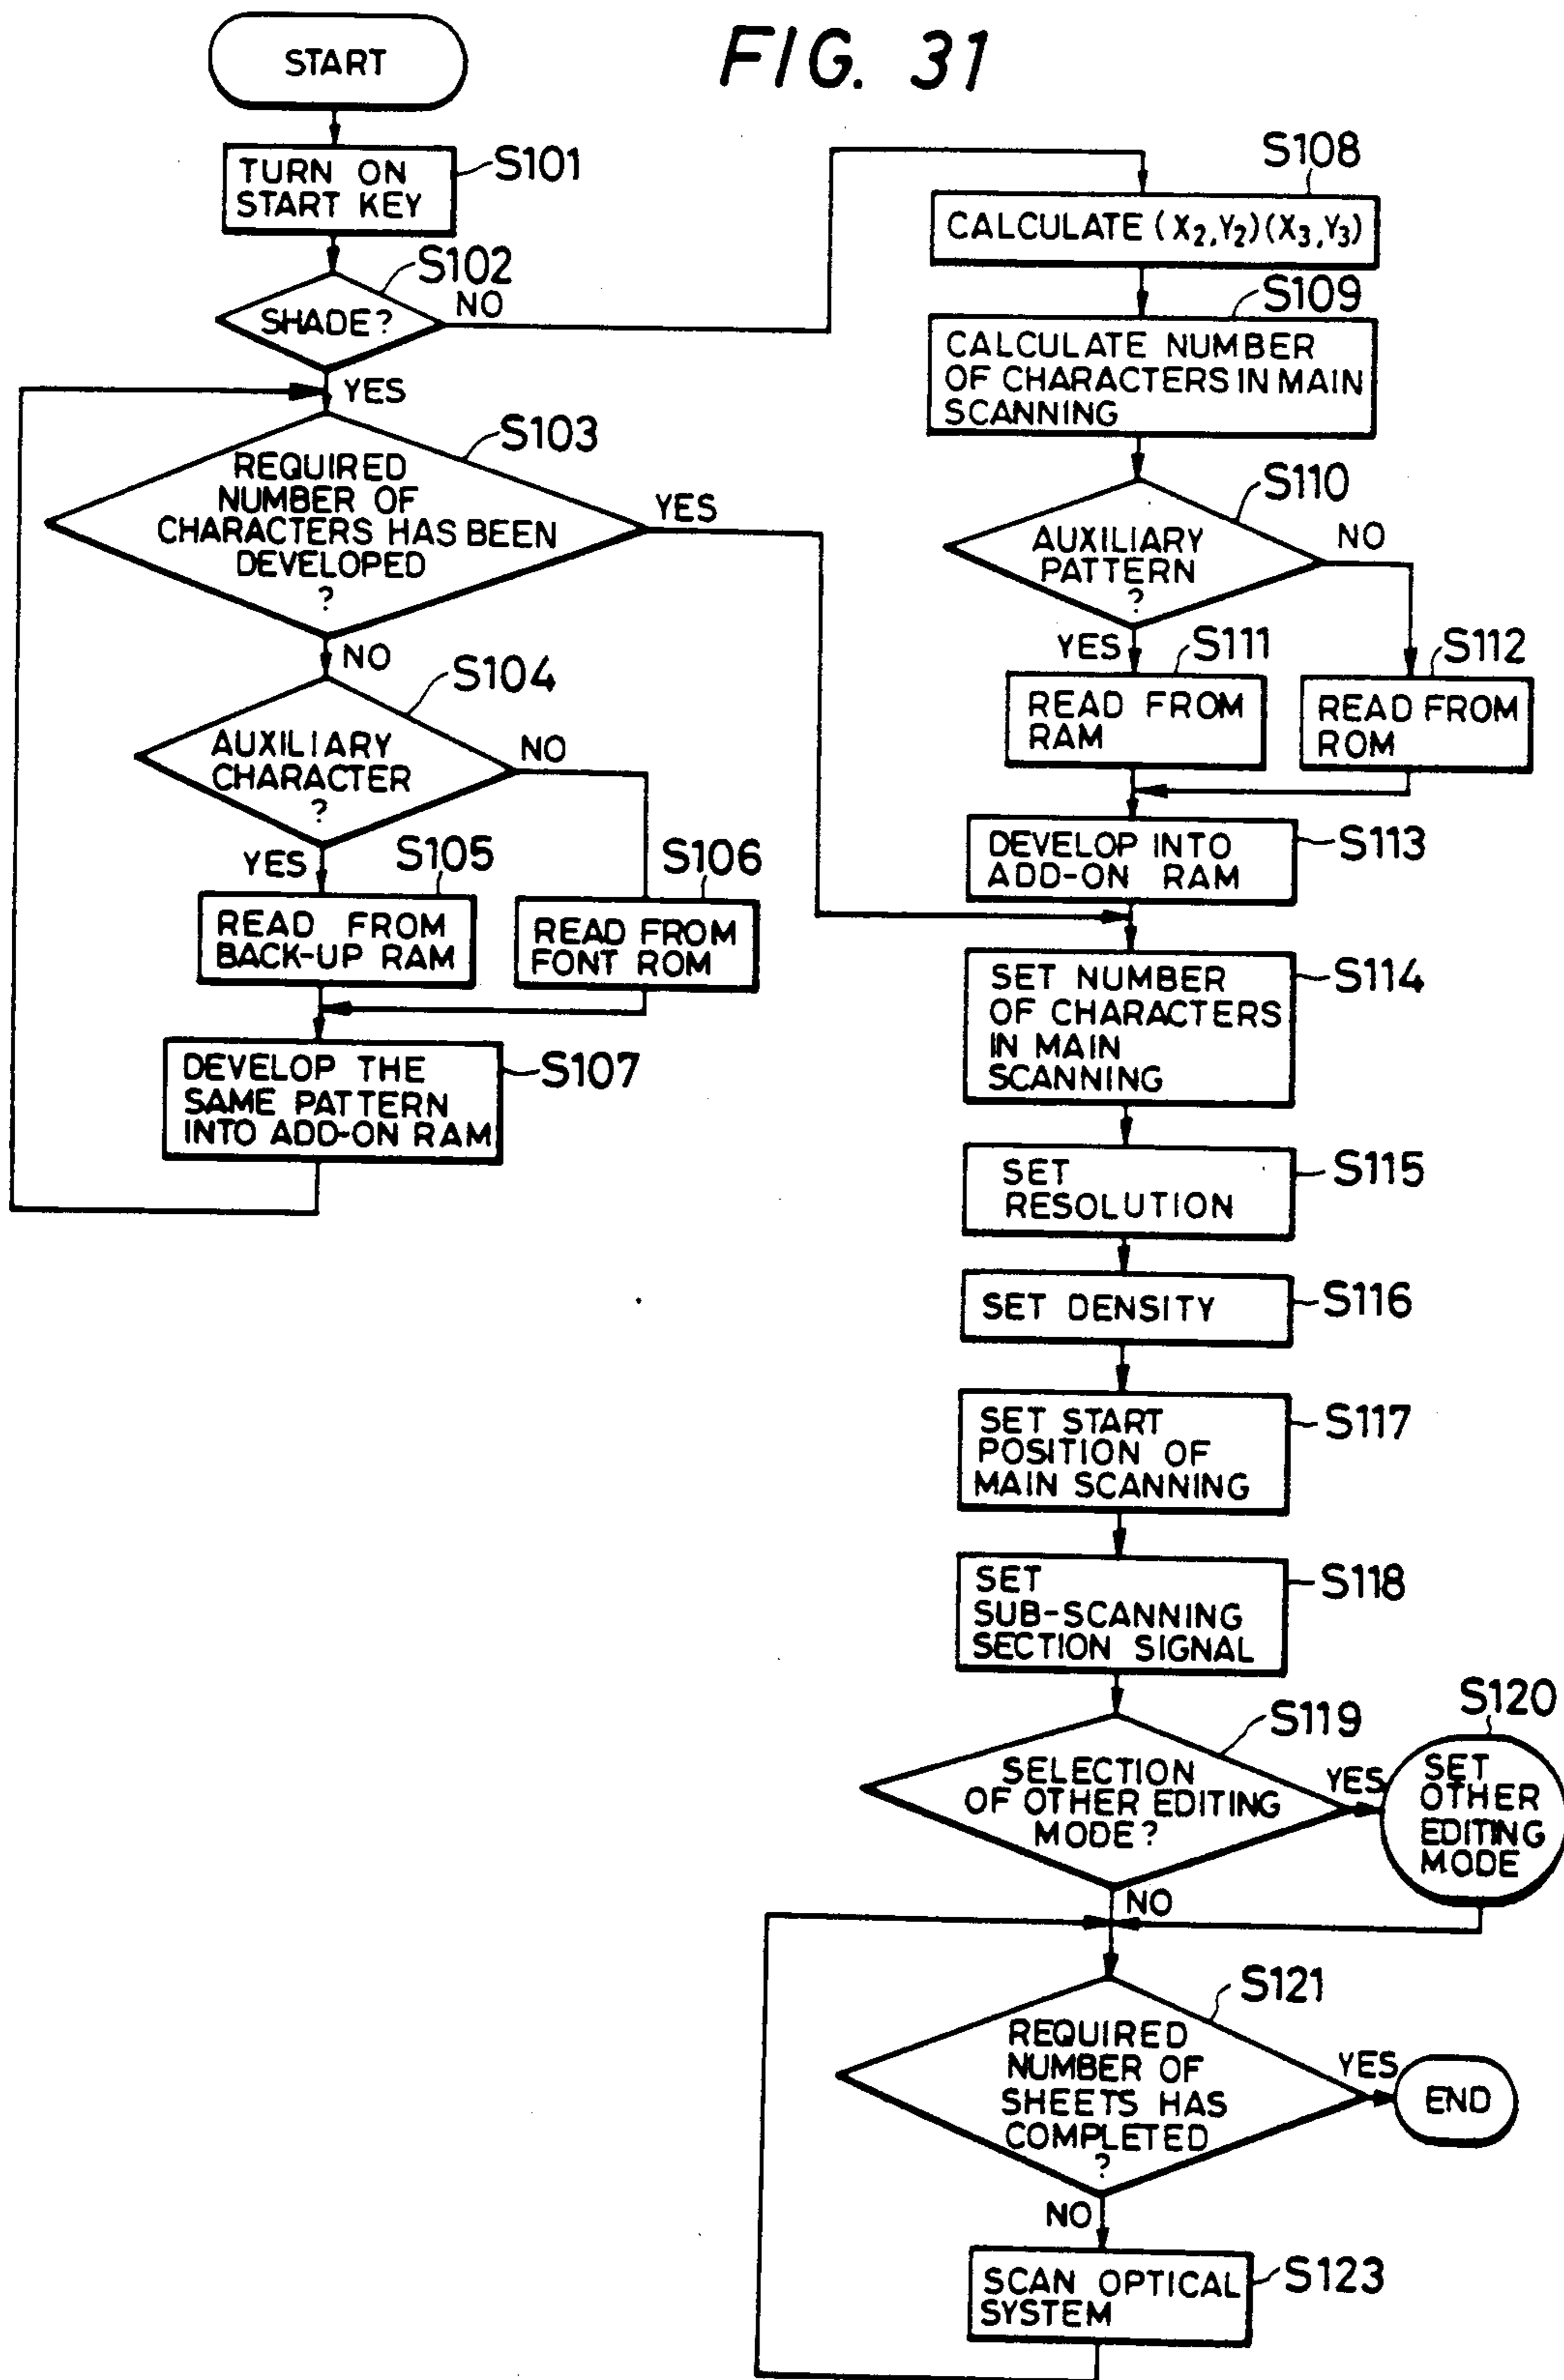 FIG. 31
START
TURN ON
START KEY
S101
SHADE?
S102
NO
YES
REQUIRED
NUMBER OF
CHARACTERS HAS BEEN
DEVELOPED
?
S103
YES
NO
AUXILIARY
CHARACTER
?
S104
NO
YES
S105
READ FROM
BACK-UP RAM
S106
READ FROM
FONT ROM
DEVELOP THE
SAME PATTERN
INTO ADD-ON RAM
S107
S108
CALCULATE (X2,Y2)(X3,Y3)
S109
CALCULATE NUMBER
OF CHARACTERS IN MAIN
SCANNING
S110
AUXILIARY
PATTERN
?
NO
YES
S111
READ FROM
RAM
S112
READ FROM
ROM
DEVELOP INTO
ADD-ON RAM
S113
SET NUMBER
OF CHARACTERS
IN MAIN
SCANNING
S114
SET
RESOLUTION
S115
SET DENSITY
S116
SET START
POSITION OF
MAIN SCANNING
S117
SET
SUB-SCANNING
SECTION SIGNAL
S118
S119
SELECTION
OF OTHER EDITING
MODE?
YES
S120
SET
OTHER
EDITING
MODE
NO
S121
REQUIRED
NUMBER OF
SHEETS HAS
COMPLETED
?
YES
END
NO
SCAN OPTICAL
SYSTEM
S123